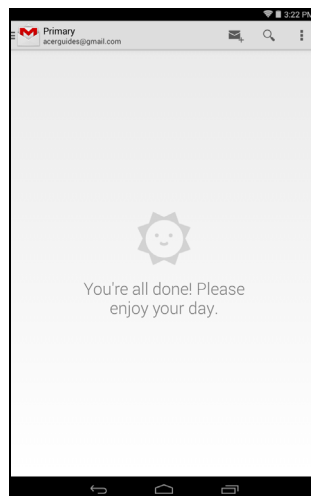 3:22 PM
Primary
acerguides@gmail.com
You're all done! Please
enjoy your day.